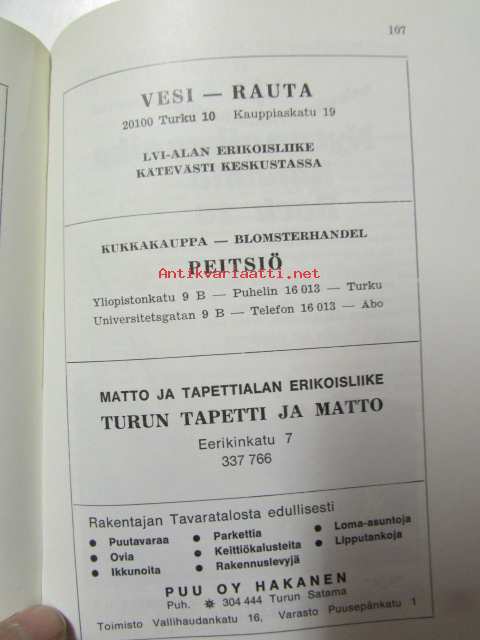 107
VESI — RAUTA
20100 Turku 10 Kauppiaskatu 19
LVI-ALAN ERIKOISLIIKE
KÄTEVÄSTI KESKUSTASSA
KUKKAKAUPPA — BLOMSTERHANDEL
PEITSIÖ
Antikvariaatti.net
Yliopistonkatu 9 B — Puhelin 16 013 — Turku
Universitetsgatan 9 B — Telefon 16 013 — Åbo
MATTO JA TAPETTIALAN ERIKOISLIIKE
TURUN TAPETTI JA MATTO
Eerikinkatu 7
337 766
Rakentajan Tavaratalosta edullisesti
● Puutavaraa ● Parkettia ● Loma-asuntoja
● Ovia ● Keittiökalusteita ● Lipputankoja
● Ikkunoita ● Rakennuslevyjä
PUU OY HAKANEN
Puh. ✱ 304 444 Turun Satama
Toimisto Vallihaudankatu 16, Varasto Puusepänkatu 1